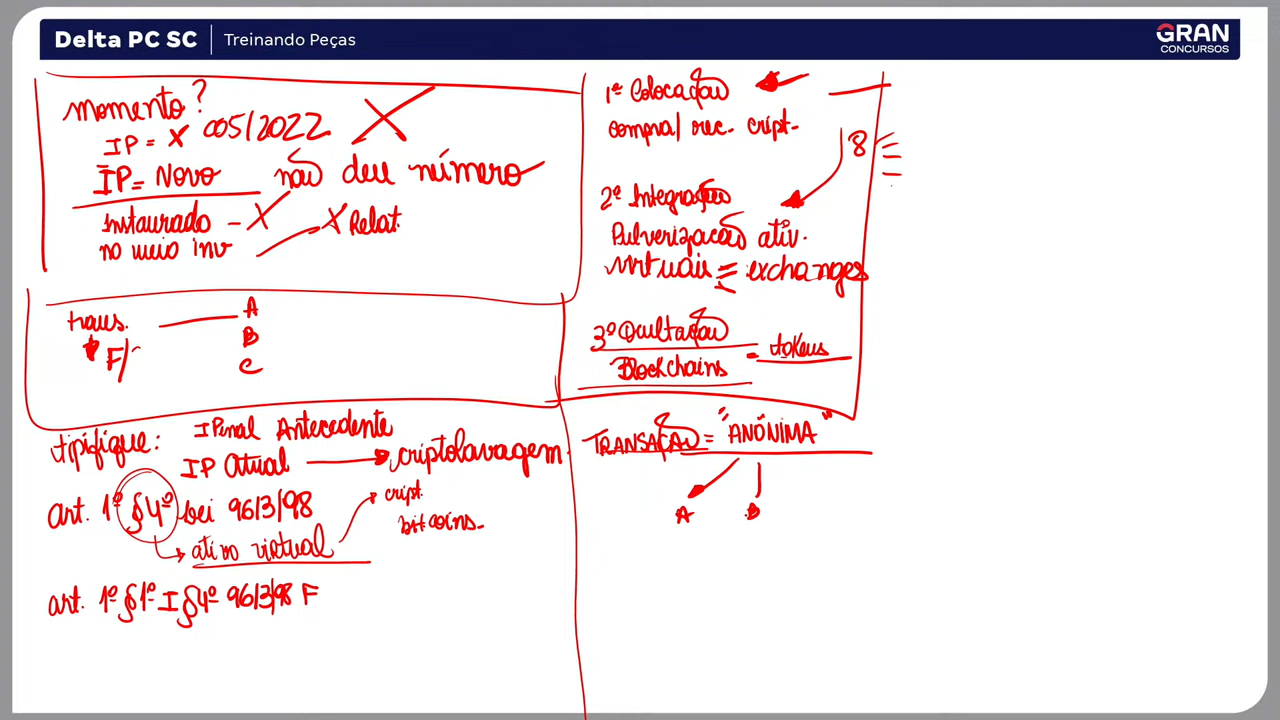 Delta PC SC | Treinando Peças
GRAN
CONCURSOS
momento?
IP = X 005/2022 X
IP = Novo não deu número
Instaurado - X
no meio inv X Relat.
trans. A
F/ B
C
tipifique: I Penal Antecedente
IP Atual criptolavagem.
art. 1º §4º Lei 9613/98
cript.
bitcoins.
ativo virtual
art. 1º §1º I §4º 9613/98 F
1ª Colocação
compra/ rec. cript.
8
2ª Integração
Pulverização ativ.
virtuais = exchanges
3º Ocultação
Blockchains = tokens
TRANSAÇÃO = "ANÔNIMA"
A B